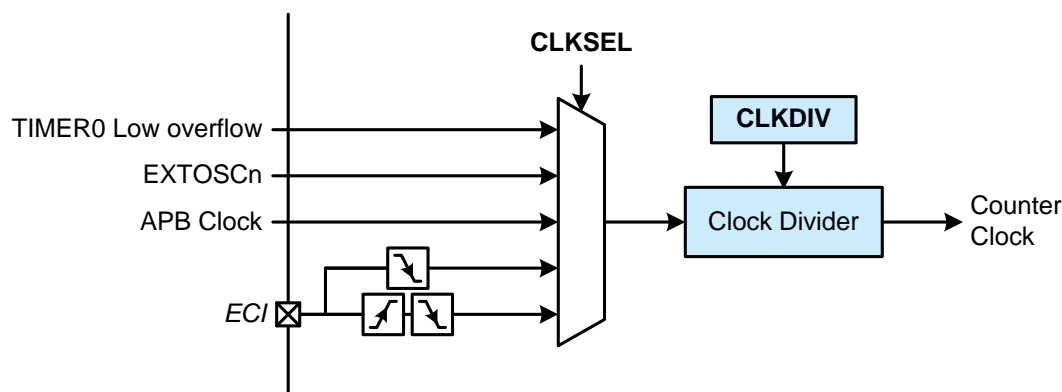 CLKSEL
TIMER0 Low overflow
CLKDIV
EXTOSCn
APB Clock
Clock Divider
Counter
Clock
ECI